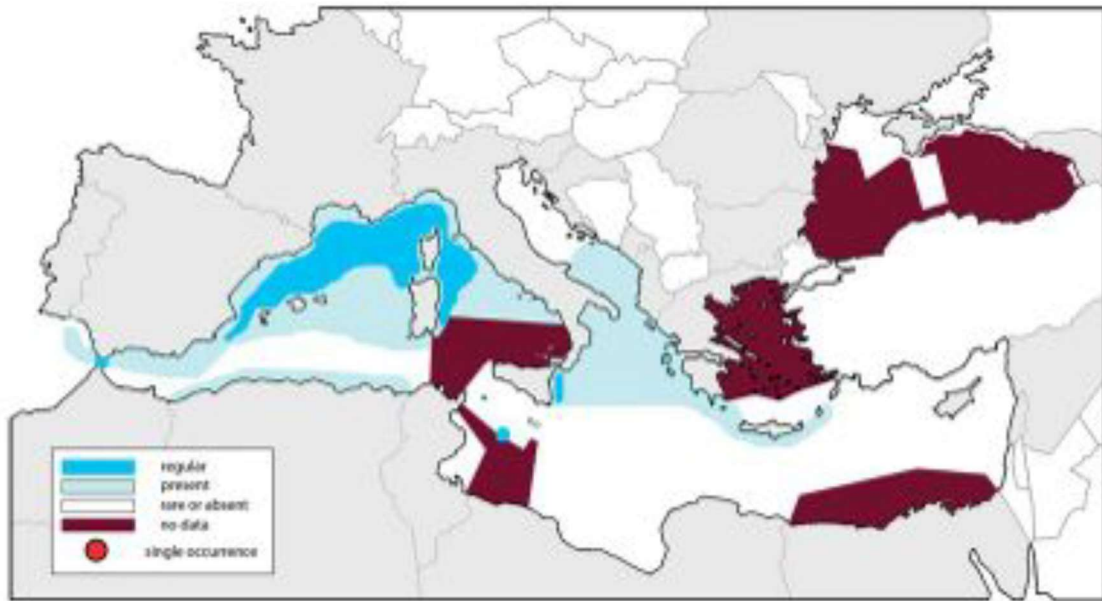 regular
present
rare or absent
no data
single occurrence